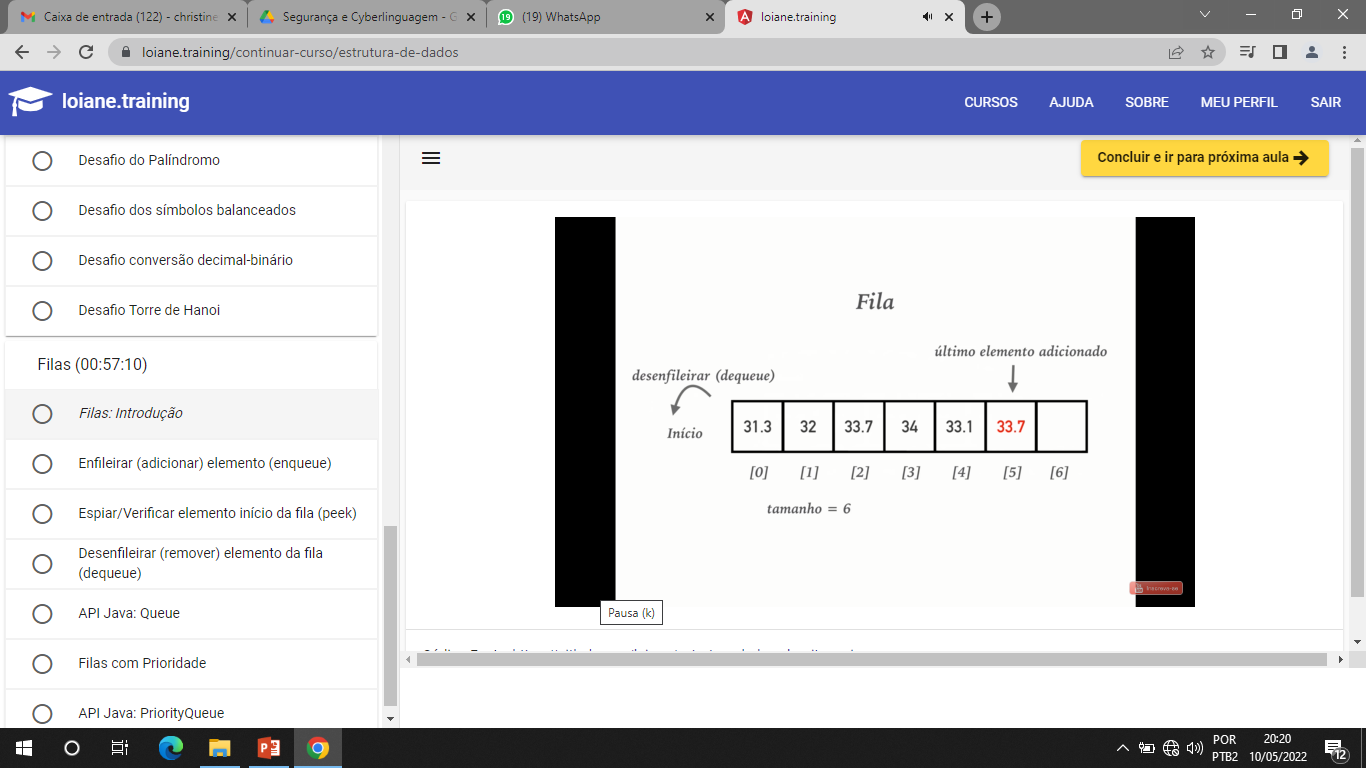 Caixa de entrada (122) - christine
Segurança e Cyberlinguagem - G
(19) WhatsApp
loiane.training
loiane.training/continuar-curso/estrutura-de-dados
loiane.training
CURSOS
AJUDA
SOBRE
MEU PERFIL
SAIR
Desafio do Palíndromo
Desafio dos símbolos balanceados
Desafio conversão decimal-binário
Desafio Torre de Hanoi
Filas (00:57:10)
Filas: Introdução
Enfileirar (adicionar) elemento (enqueue)
Espiar/Verificar elemento início da fila (peek)
Desenfileirar (remover) elemento da fila
(dequeue)
API Java: Queue
Filas com Prioridade
API Java: PriorityQueue
Concluir e ir para próxima aula
Fila
último elemento adicionado
desenfileirar (dequeue)
Início
31.3 32 33.7 34 33.1 33.7
[0] [1] [2] [3] [4] [5] [6]
tamanho = 6
Pausa (k)
POR
PTB2
20:20
10/05/2022
12